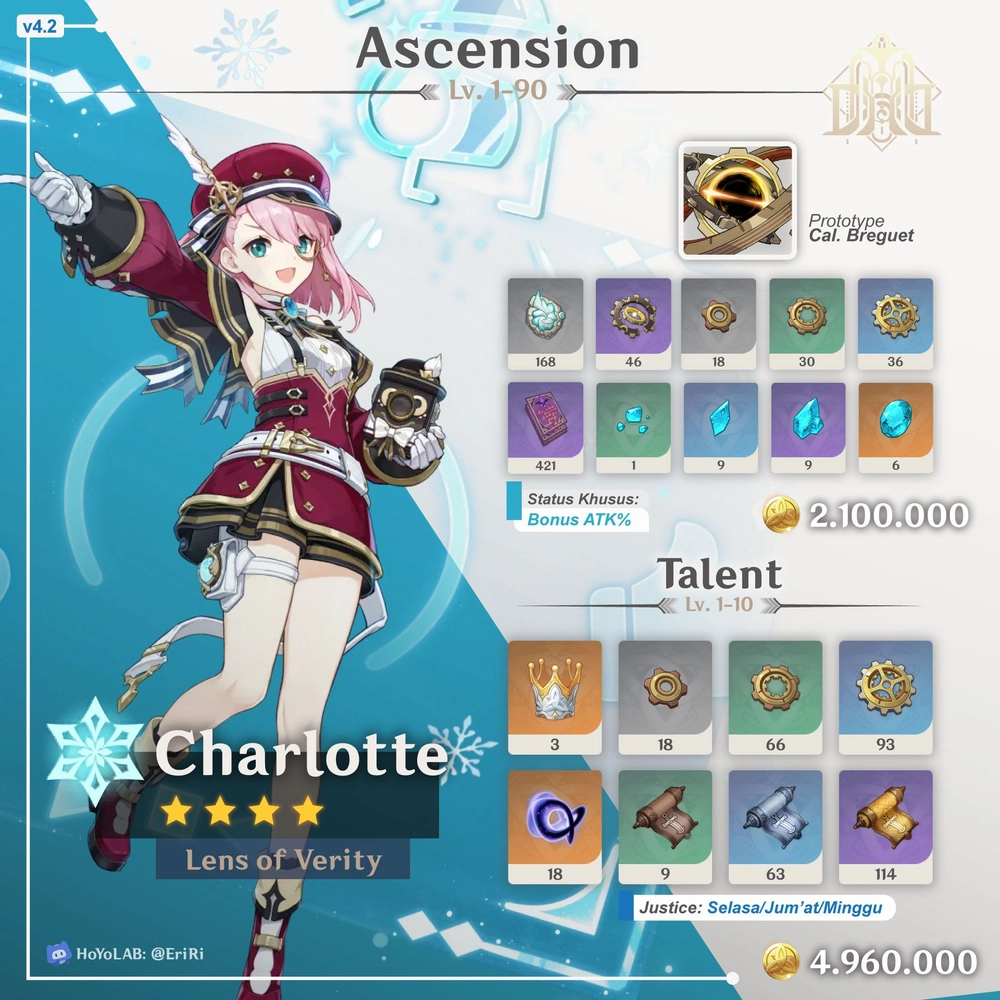 v4.2
Ascension
Lv. 1-90
Prototype
Cal. Breguet
168
46
18
30
36
421
1
9
9
6
Status Khusus:
Bonus ATK%
2.100.000
Talent
Lv. 1-10
3
18
66
93
18
9
63
114
Justice: Selasa/Jum'at/Minggu
4.960.000
Charlotte
Lens of Verity
HoYoLAB: @EriRi